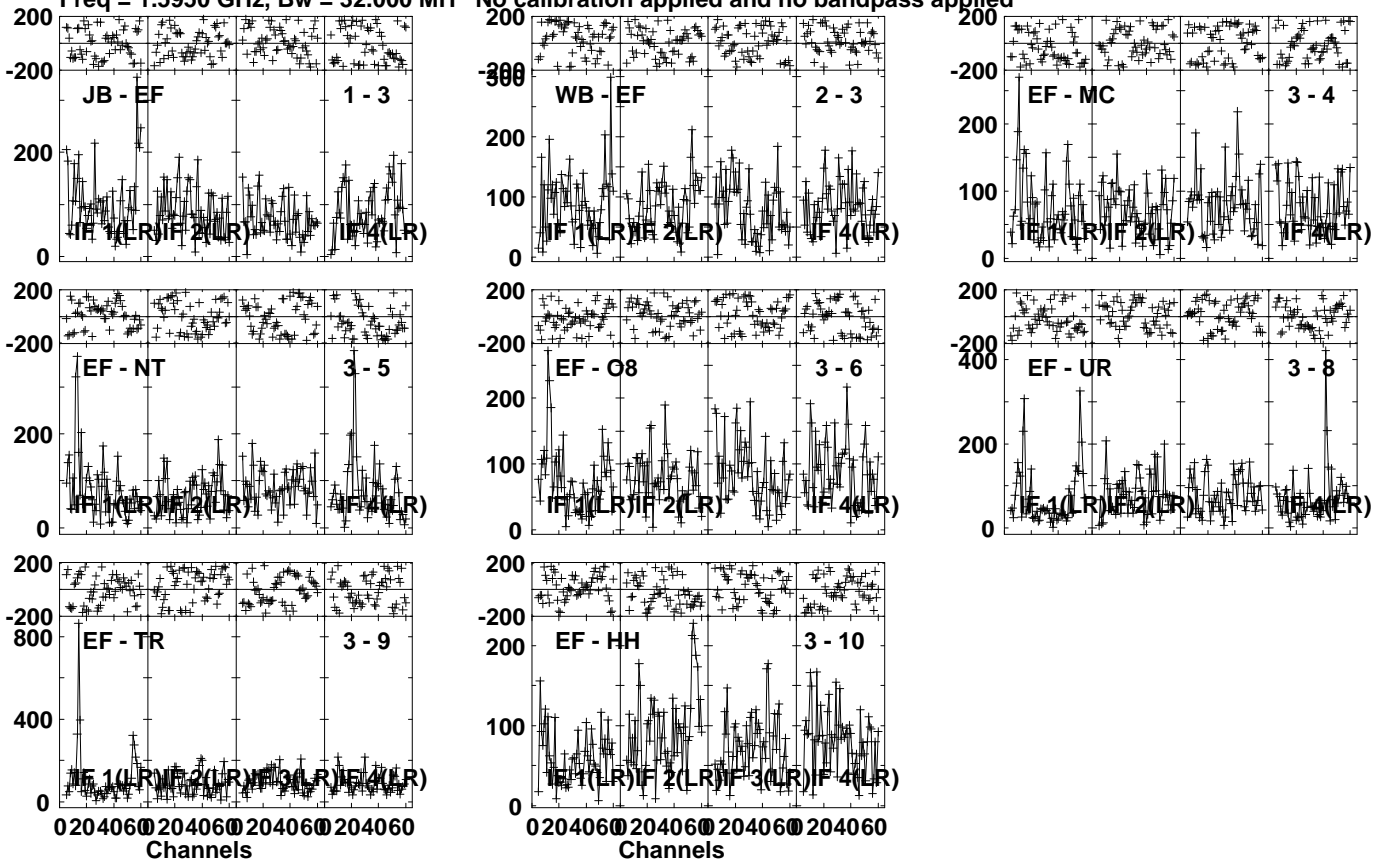 Freq = 1.5950 GHz, Bw = 32.000 MH No calibration applied and no bandpass applied
200
-200
JB - EF 1 - 3
200
0
IF 1(LR) IF 2(LR) IF 4(LR)
200
-200
300
WB - EF 2 - 3
200
100
0
IF 1(LR) IF 2(LR) IF 4(LR)
200
-200
EF - MC 3 - 4
200
100
0
IF 1(LR) IF 2(LR) IF 4(LR)
200
-200
EF - NT 3 - 5
200
0
IF 1(LR) IF 2(LR) IF 4(LR)
200
-200
EF - O8 3 - 6
200
100
0
IF 1(LR) IF 2(LR) IF 4(LR)
200
-200
400
EF - UR 3 - 8
200
0
IF 1(LR) IF 2(LR) IF 4(LR)
200
-200
800
EF - TR 3 - 9
400
0
IF 1(LR) IF 2(LR) IF 3(LR) IF 4(LR)
0 20 40 60 0 20 40 60 0 20 40 60 0 20 40 60
Channels
200
-200
EF - HH 3 - 10
200
100
0
IF 1(LR) IF 2(LR) IF 3(LR) IF 4(LR)
0 20 40 60 0 20 40 60 0 20 40 60 0 20 40 60
Channels